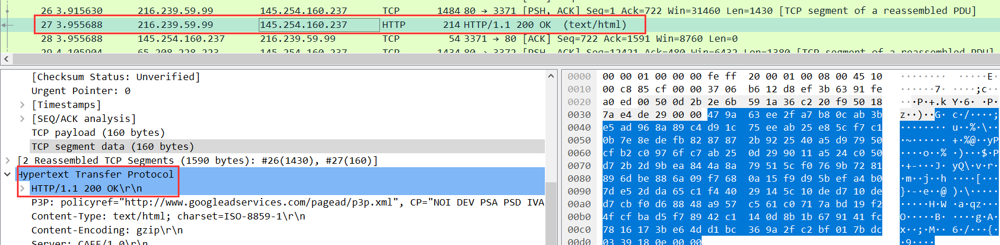 26 3.915630 216.239.59.99 145.254.160.237 TCP 1484 80 → 3371 [PSH, ACK] Seq=1 Ack=722 Win=31460 Len=1430 [TCP segment of a reassembled PDU]
27 3.955688 216.239.59.99 145.254.160.237 HTTP 214 HTTP/1.1 200 OK (text/html)
28 3.955688 145.254.160.237 216.239.59.99 TCP 54 3371 → 80 [ACK] Seq=722 Ack=1591 Win=8760 Len=0
29 4.105904 65.208.228.223 145.254.160.237 TCP 1434 80 → 3372 [PSH, ACK] Seq=12421 Ack=480 Win=6432 Len=1380 [TCP segment of a reassembled PDU]
[Checksum Status: Unverified]
Urgent Pointer: 0
[Timestamps]
[SEQ/ACK analysis]
TCP payload (160 bytes)
TCP segment data (160 bytes)
[2 Reassembled TCP Segments (1590 bytes): #26(1430), #27(160)]
Hypertext Transfer Protocol
HTTP/1.1 200 OK\r\n
P3P: policyref="http://www.googleadservices.com/pagead/p3p.xml", CP="NOI DEV PSA PSD IVA
Content-Type: text/html; charset=ISO-8859-1\r\n
Content-Encoding: gzip\r\n
Server: CAFE/1.0\r\n
0000 00 00 01 00 00 00 fe ff 20 00 01 00 08 00 45 10 ········ ·····E·
0010 00 c8 85 cf 00 00 37 06 b6 12 d8 ef 3b 63 91 fe ······7· ····;c··
0020 a0 ed 00 50 0d 2b 2e 6b 59 1a 36 c2 20 f9 50 18 ···P·+.k Y·6· ·P·
0030 7a e4 de 29 00 00 47 9a 63 ee 2f a7 b8 0c ab 3b z··)··G· c·/····;
0040 e5 ad 96 8a 89 c4 d9 1c 75 ee ab 25 e8 5c f7 c1 ········ u··%·\··
0050 0b 7e 8e de fb 82 87 87 2b 92 25 40 a5 d9 79 50 ·~······ +·%@··yP
0060 cf b2 c0 97 6f c7 ab 25 0d 29 90 11 a5 24 c0 50 ····o··% ·)···$·P
0070 d7 2b 2d 9b ea 84 4a 8a 79 51 5c f0 76 9b 72 81 ·+-···J· yQ\·v·r·
0080 89 6d be 88 6a 09 f7 68 0a 15 f9 d9 5b ef a4 b0 ·m··j··h ····[···
0090 7d e5 2d da 65 c1 f4 40 29 14 5c 10 de d7 10 de }·-·e··@ )·\·····
00a0 d7 cb f0 d6 88 48 a9 57 c5 61 c0 71 7a bd 19 f2 ·····H·W ·a·qz···
00b0 4f cf ba d5 f7 89 42 c1 14 0d 8b 1b 67 91 41 fc O·····B· ····g·A·
00c0 78 16 17 3b e6 4d d1 bc 36 9a 2f c2 bf 01 7b dc x··;·M·· 6·/···{·
00d0 03 39 18 0e 00 00 ·9····